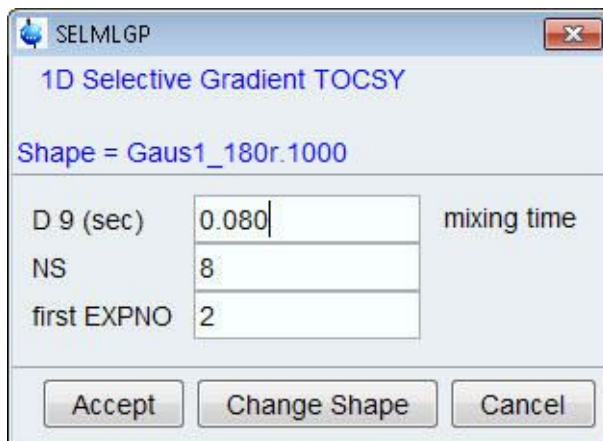 SELMLGP
1D Selective Gradient TOCSY
Shape = Gaus1_180r.1000
D 9 (sec) 0.080 mixing time
NS 8
first EXPNO 2
Accept Change Shape Cancel